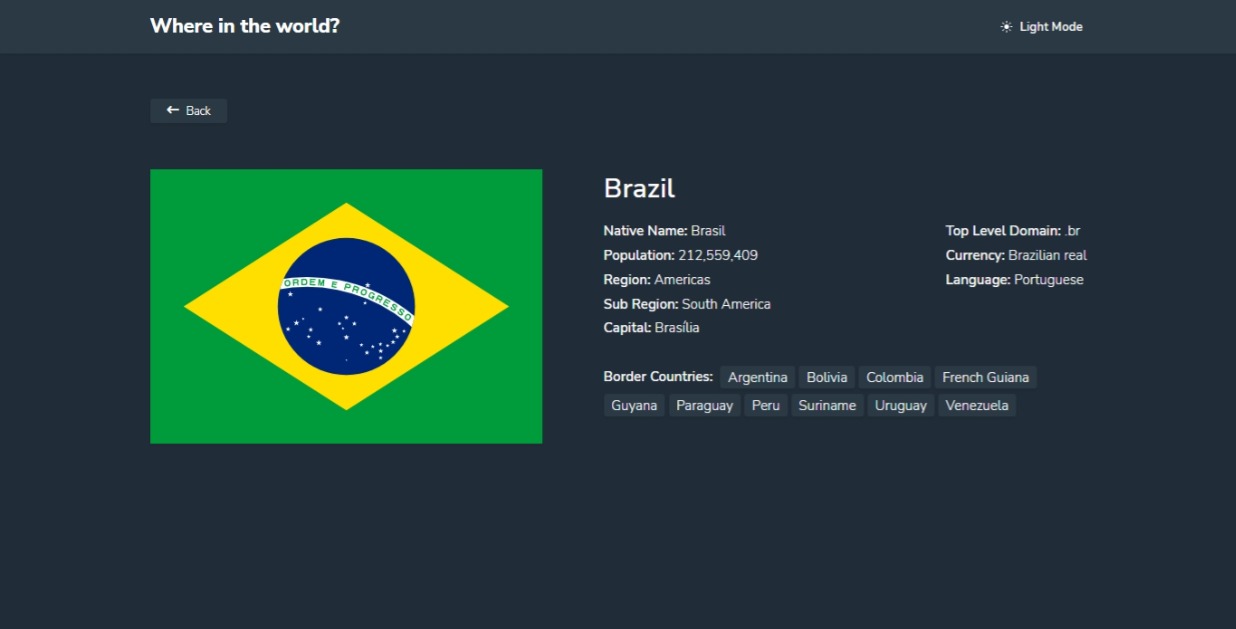 Where in the world?
Light Mode
Back
ORDEM E PROGRESSO
Brazil
Native Name: Brasil
Population: 212,559,409
Region: Americas
Sub Region: South America
Capital: Brasília
Top Level Domain: .br
Currency: Brazilian real
Language: Portuguese
Border Countries: Argentina Bolivia Colombia French Guiana
Guyana Paraguay Peru Suriname Uruguay Venezuela